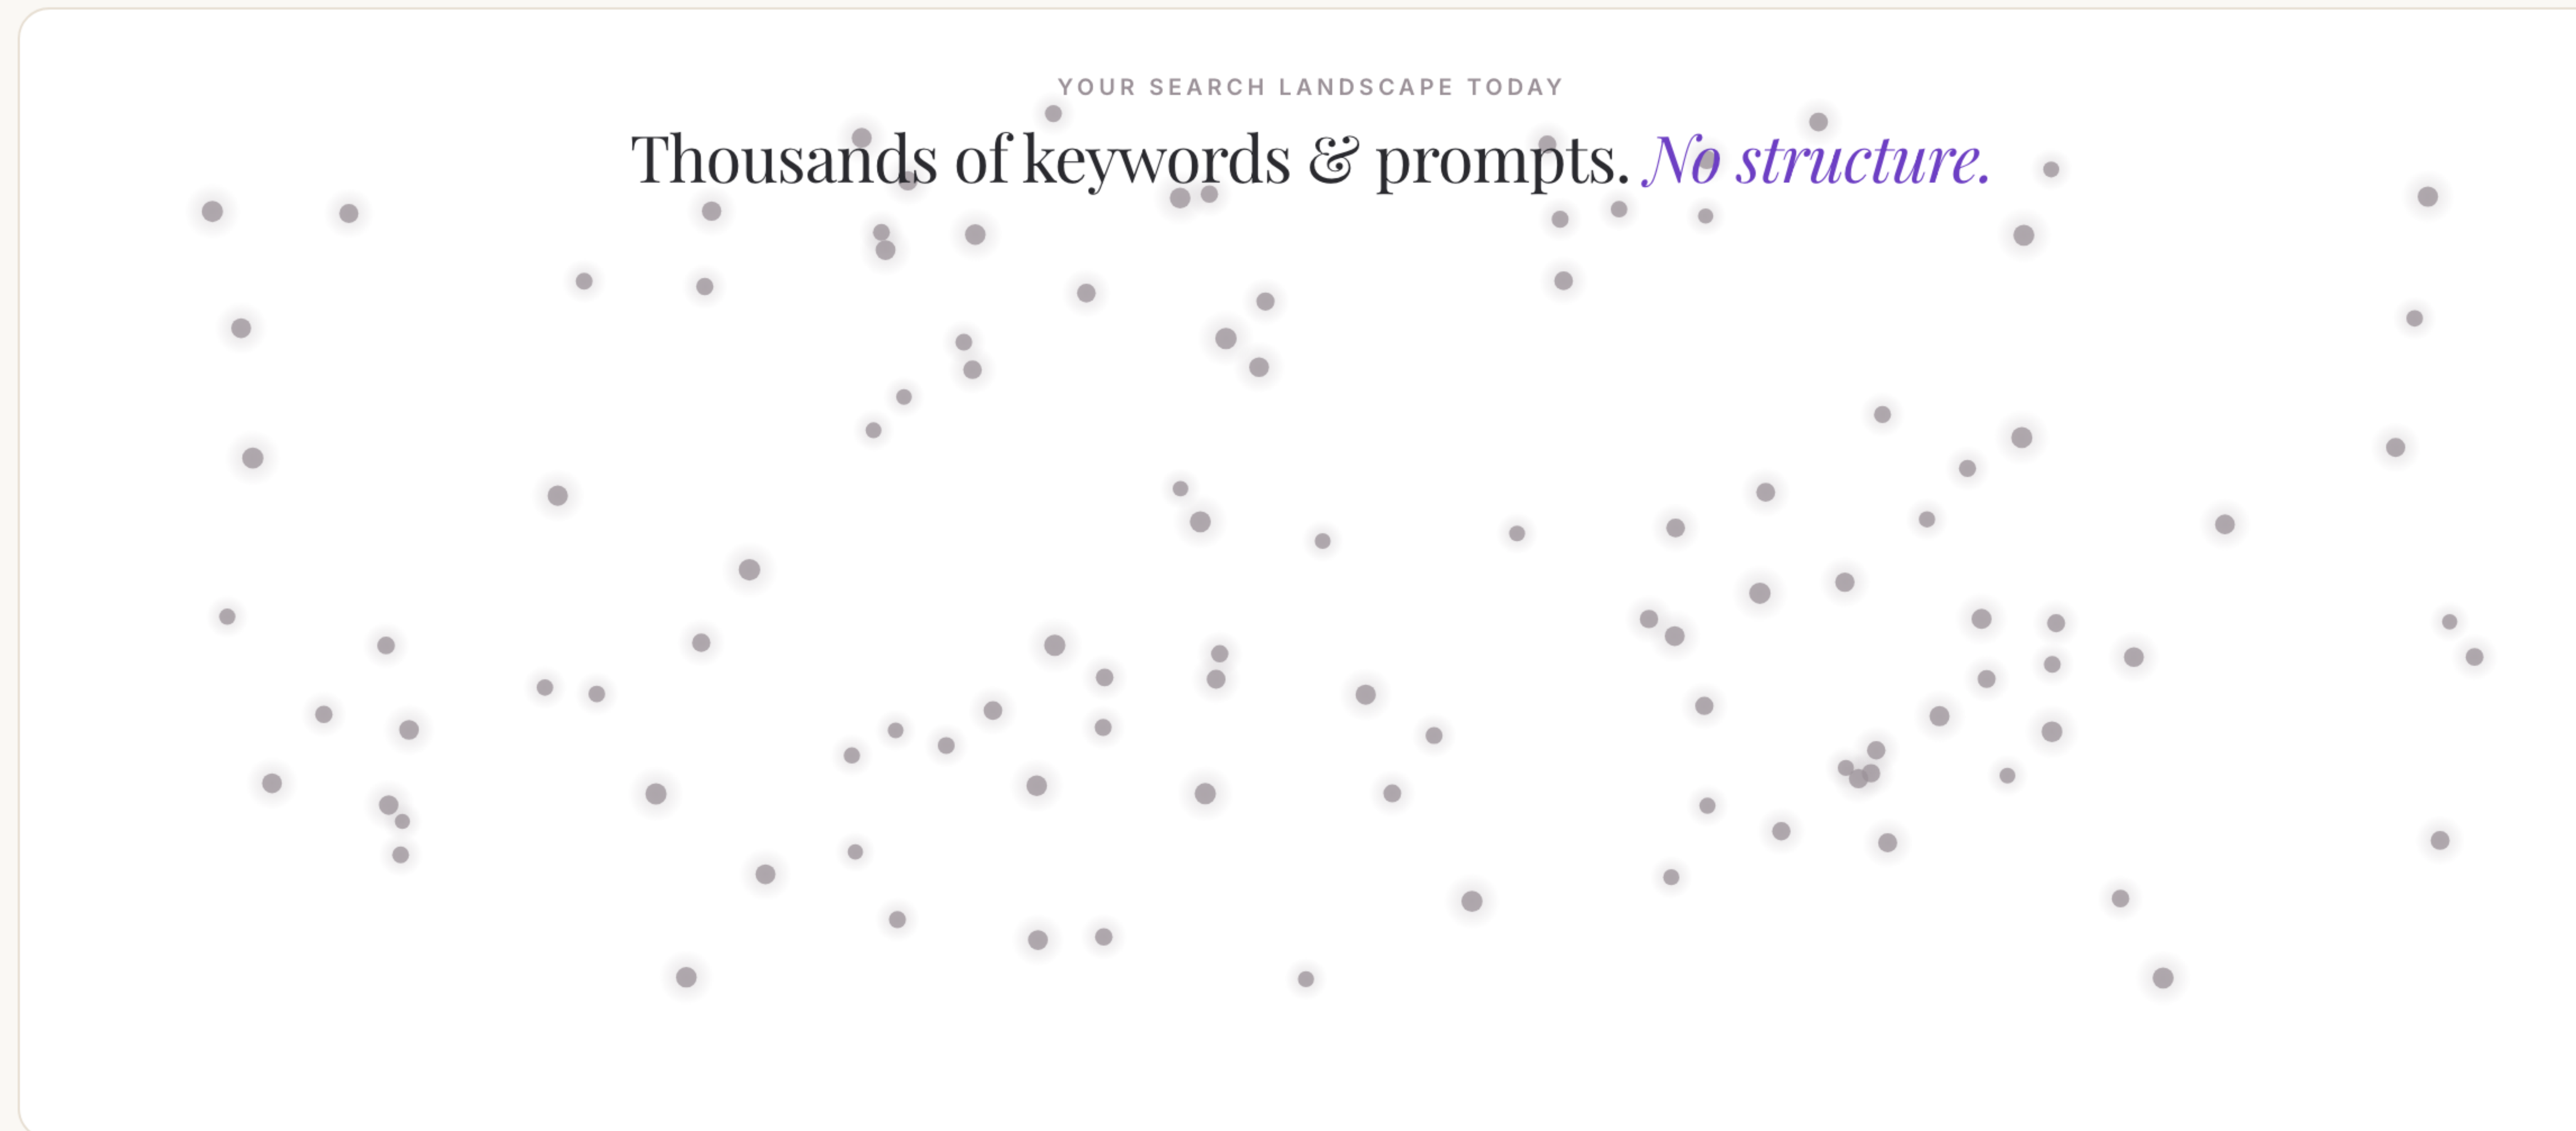 YOUR SEARCH LANDSCAPE TODAY
Thousands of keywords & prompts. No structure.